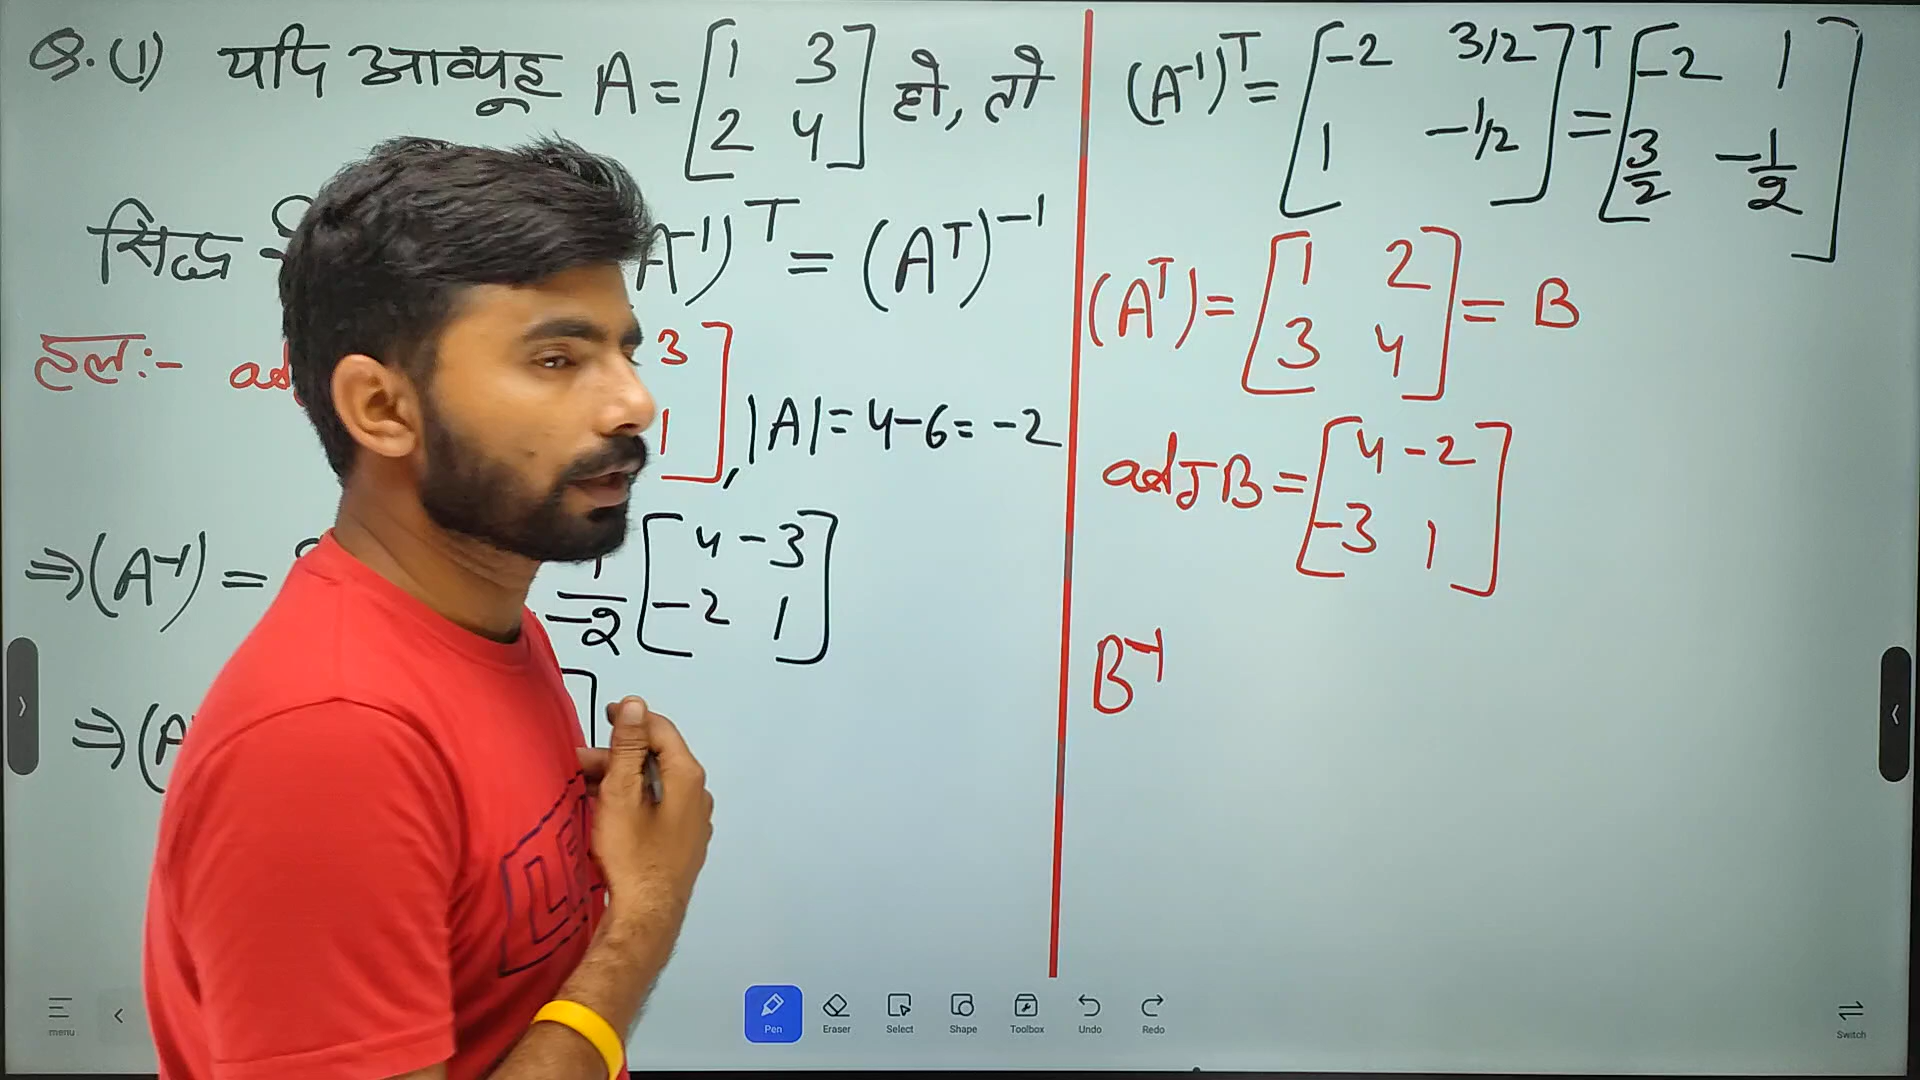 Q.(1) यदि आव्यूह A = [1 3; 2 4] हो, तो
सिद्ध (A⁻¹)ᵀ = (Aᵀ)⁻¹
हल:- 3
1 , |A| = 4-6 = -2
⇒ (A⁻¹) = 1/-2 [4 -3; -2 1]
⇒
(A⁻¹)ᵀ = [-2 3/2; 1 -1/2]ᵀ = [-2 1; 3/2 -1/2]
(Aᵀ) = [1 2; 3 4] = B
adj B = [4 -2; -3 1]
B⁻¹
menu
Pen Eraser Select Shape Toolbox Undo Redo
Switch